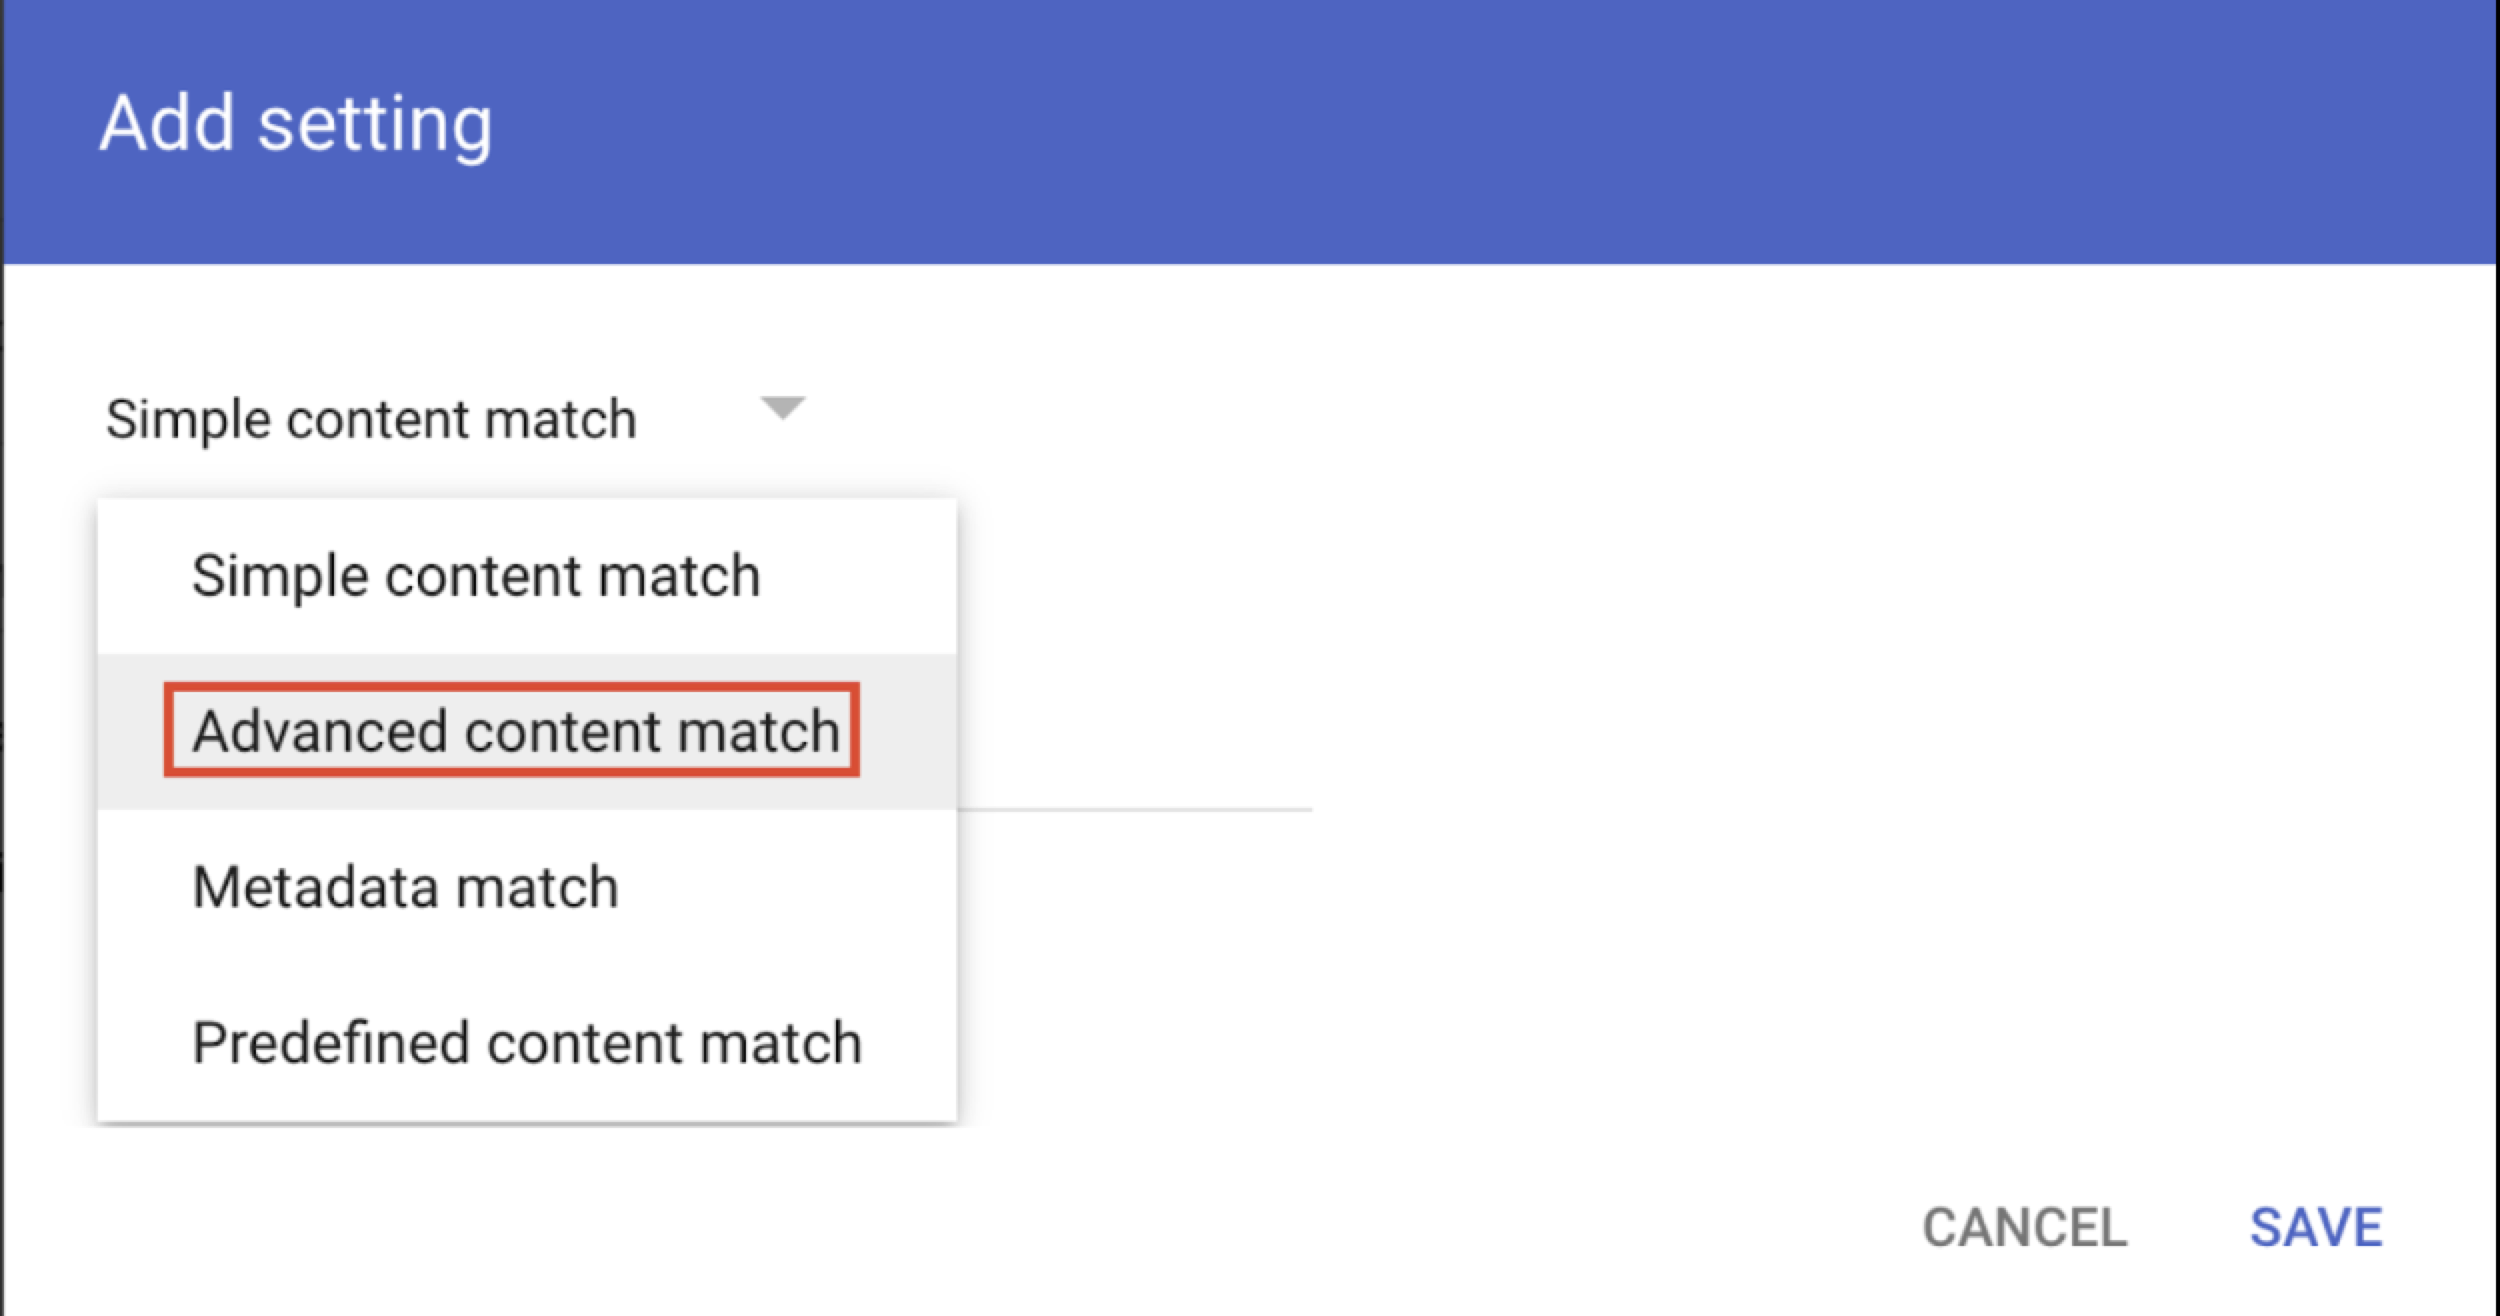 Add setting
Simple content match
Simple content match
Advanced content match
Metadata match
Predefined content match
CANCEL SAVE